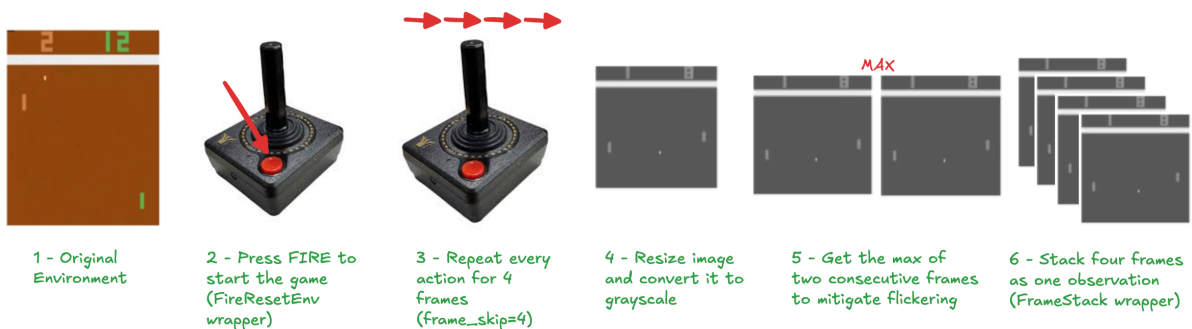 2 12
MAX
1 - Original
Environment
2 - Press FIRE to
start the game
(FireResetEnv
wrapper)
3 - Repeat every
action for 4
frames
(frame_skip=4)
4 - Resize image
and convert it to
grayscale
5 - Get the max of
two consecutive frames
to mitigate flickering
6 - Stack four frames
as one observation
(FrameStack wrapper)